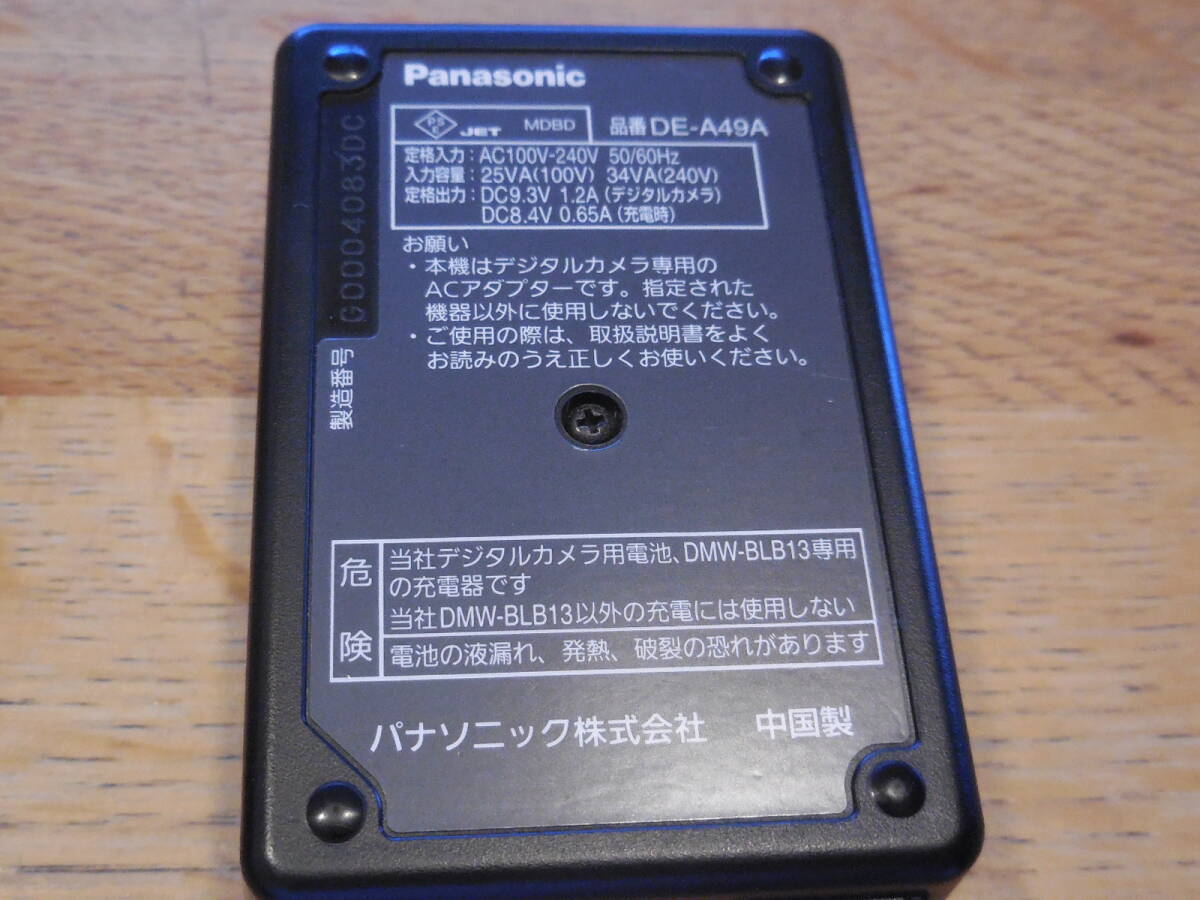 Panasonic
PS
E
JET MDBD 品番 DE-A49A
定格入力 : AC100V-240V 50/60Hz
入力容量 : 25VA(100V) 34VA(240V)
定格出力 : DC9.3V 1.2A (デジタルカメラ)
DC8.4V 0.65A (充電時)
お願い
・本機はデジタルカメラ専用の
ACアダプターです。指定された
機器以外に使用しないでください。
・ご使用の際は、取扱説明書をよく
お読みのうえ正しくお使いください。
製造番号 G0004083DC
危険
当社デジタルカメラ用電池、DMW-BLB13専用
の充電器です
当社DMW-BLB13以外の充電には使用しない
電池の液漏れ、発熱、破裂の恐れがあります
パナソニック株式会社 中国製